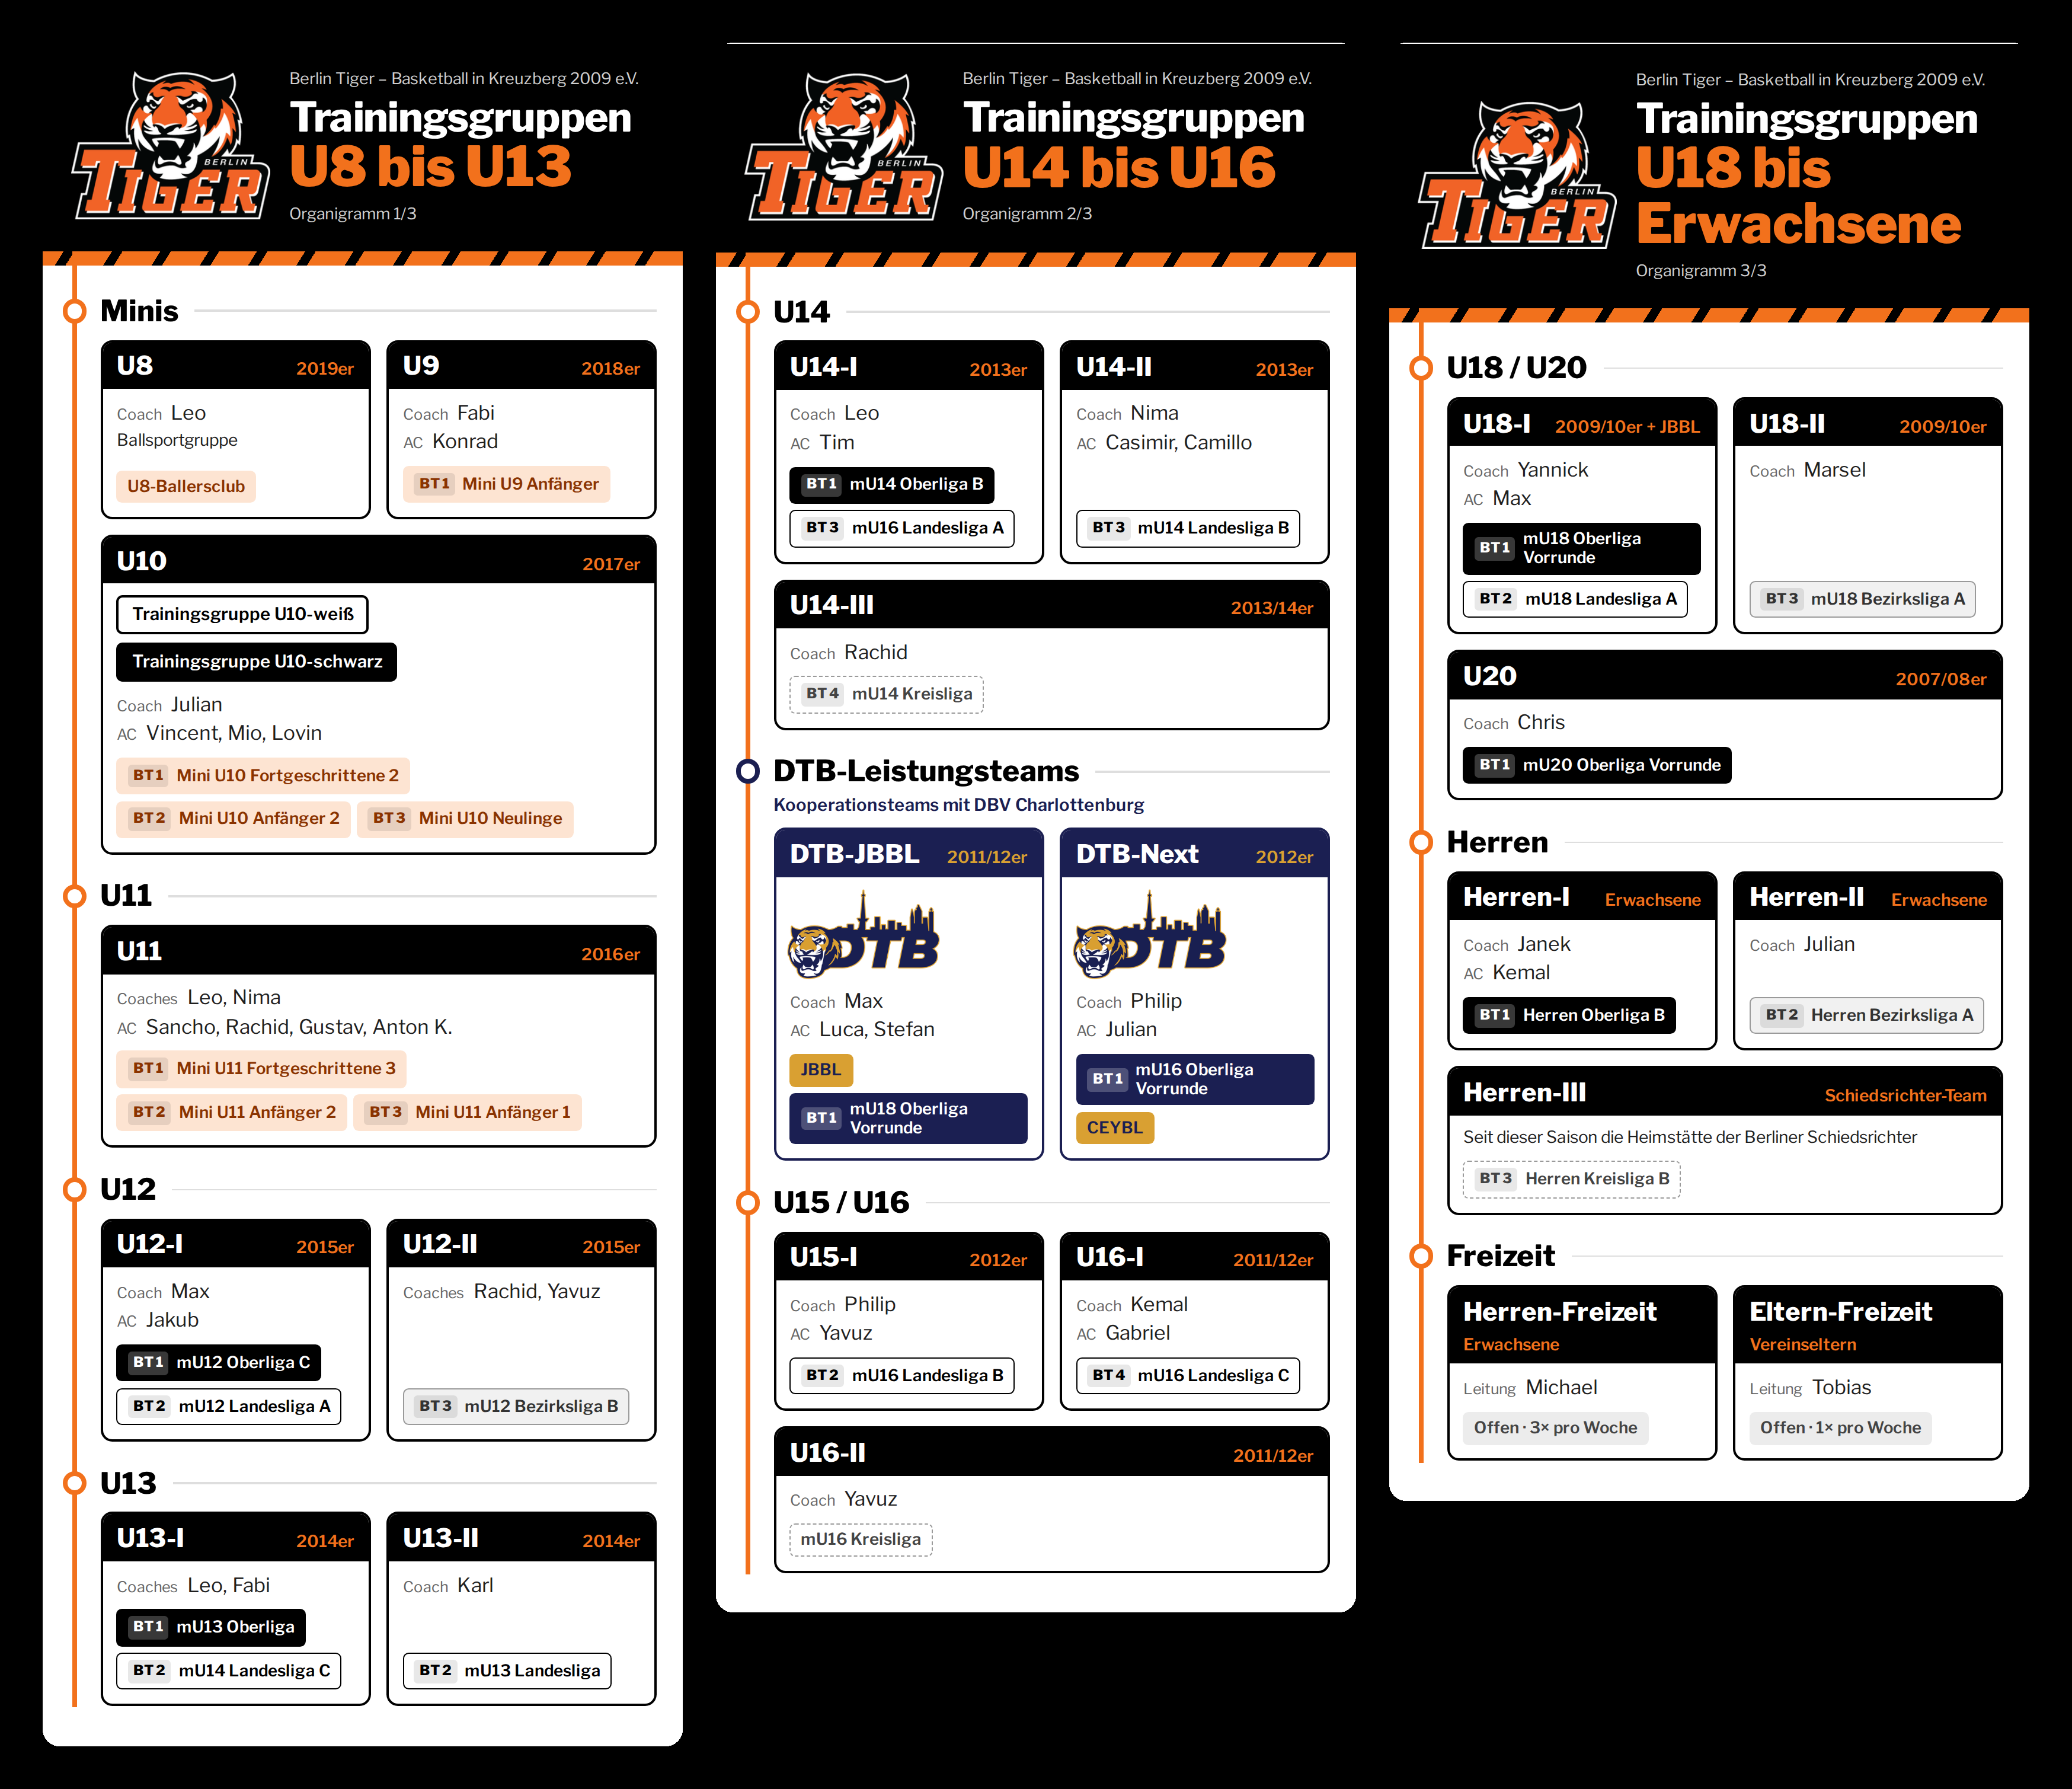 BERLIN
TIGER
Berlin Tiger – Basketball in Kreuzberg 2009 e.V.
Trainingsgruppen
U8 bis U13
Organigramm 1/3
Minis
U8 2019er
Coach Leo
Ballsportgruppe
U8-Ballersclub
U9 2018er
Coach Fabi
AC Konrad
BT1 Mini U9 Anfänger
U10 2017er
Trainingsgruppe U10-weiß
Trainingsgruppe U10-schwarz
Coach Julian
AC Vincent, Mio, Lovin
BT1 Mini U10 Fortgeschrittene 2
BT2 Mini U10 Anfänger 2 BT3 Mini U10 Neulinge
U11
U11 2016er
Coaches Leo, Nima
AC Sancho, Rachid, Gustav, Anton K.
BT1 Mini U11 Fortgeschrittene 3
BT2 Mini U11 Anfänger 2 BT3 Mini U11 Anfänger 1
U12
U12-I 2015er
Coach Max
AC Jakub
BT1 mU12 Oberliga C
BT2 mU12 Landesliga A
U12-II 2015er
Coaches Rachid, Yavuz
BT3 mU12 Bezirksliga B
U13
U13-I 2014er
Coaches Leo, Fabi
BT1 mU13 Oberliga
BT2 mU14 Landesliga C
U13-II 2014er
Coach Karl
BT2 mU13 Landesliga
BERLIN
TIGER
Berlin Tiger – Basketball in Kreuzberg 2009 e.V.
Trainingsgruppen
U14 bis U16
Organigramm 2/3
U14
U14-I 2013er
Coach Leo
AC Tim
BT1 mU14 Oberliga B
BT3 mU16 Landesliga A
U14-II 2013er
Coach Nima
AC Casimir, Camillo
BT3 mU14 Landesliga B
U14-III 2013/14er
Coach Rachid
BT4 mU14 Kreisliga
DTB-Leistungsteams
Kooperationsteams mit DBV Charlottenburg
DTB-JBBL 2011/12er
DTB
Coach Max
AC Luca, Stefan
JBBL
BT1 mU18 Oberliga
Vorrunde
DTB-Next 2012er
DTB
Coach Philip
AC Julian
BT1 mU16 Oberliga
Vorrunde
CEYBL
U15 / U16
U15-I 2012er
Coach Philip
AC Yavuz
BT2 mU16 Landesliga B
U16-I 2011/12er
Coach Kemal
AC Gabriel
BT4 mU16 Landesliga C
U16-II 2011/12er
Coach Yavuz
mU16 Kreisliga
BERLIN
TIGER
Berlin Tiger – Basketball in Kreuzberg 2009 e.V.
Trainingsgruppen
U18 bis
Erwachsene
Organigramm 3/3
U18 / U20
U18-I 2009/10er + JBBL
Coach Yannick
AC Max
BT1 mU18 Oberliga
Vorrunde
BT2 mU18 Landesliga A
U18-II 2009/10er
Coach Marsel
BT3 mU18 Bezirksliga A
U20 2007/08er
Coach Chris
BT1 mU20 Oberliga Vorrunde
Herren
Herren-I Erwachsene
Coach Janek
AC Kemal
BT1 Herren Oberliga B
Herren-II Erwachsene
Coach Julian
BT2 Herren Bezirksliga A
Herren-III Schiedsrichter-Team
Seit dieser Saison die Heimstätte der Berliner Schiedsrichter
BT3 Herren Kreisliga B
Freizeit
Herren-Freizeit
Erwachsene
Leitung Michael
Offen · 3× pro Woche
Eltern-Freizeit
Vereinseltern
Leitung Tobias
Offen · 1× pro Woche